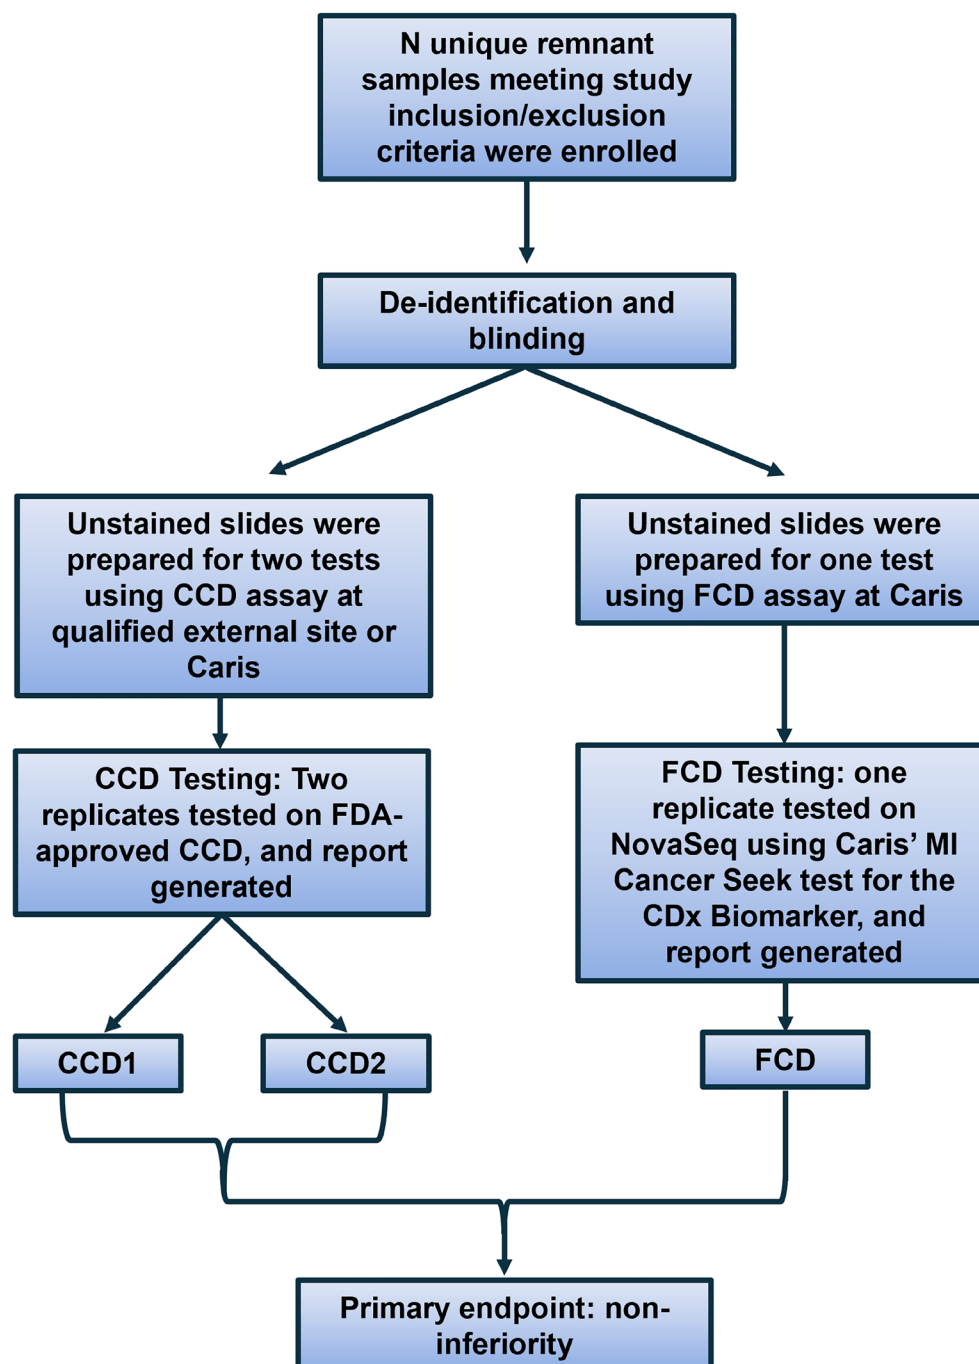 N unique remnant
samples meeting study
inclusion/exclusion
criteria were enrolled
De-identification and
blinding
Unstained slides were
prepared for two tests
using CCD assay at
qualified external site or
Caris
Unstained slides were
prepared for one test
using FCD assay at Caris
CCD Testing: Two
replicates tested on FDA-
approved CCD, and report
generated
FCD Testing: one
replicate tested on
NovaSeq using Caris’ MI
Cancer Seek test for the
CDx Biomarker, and
report generated
CCD1
CCD2
FCD
Primary endpoint: non-
inferiority